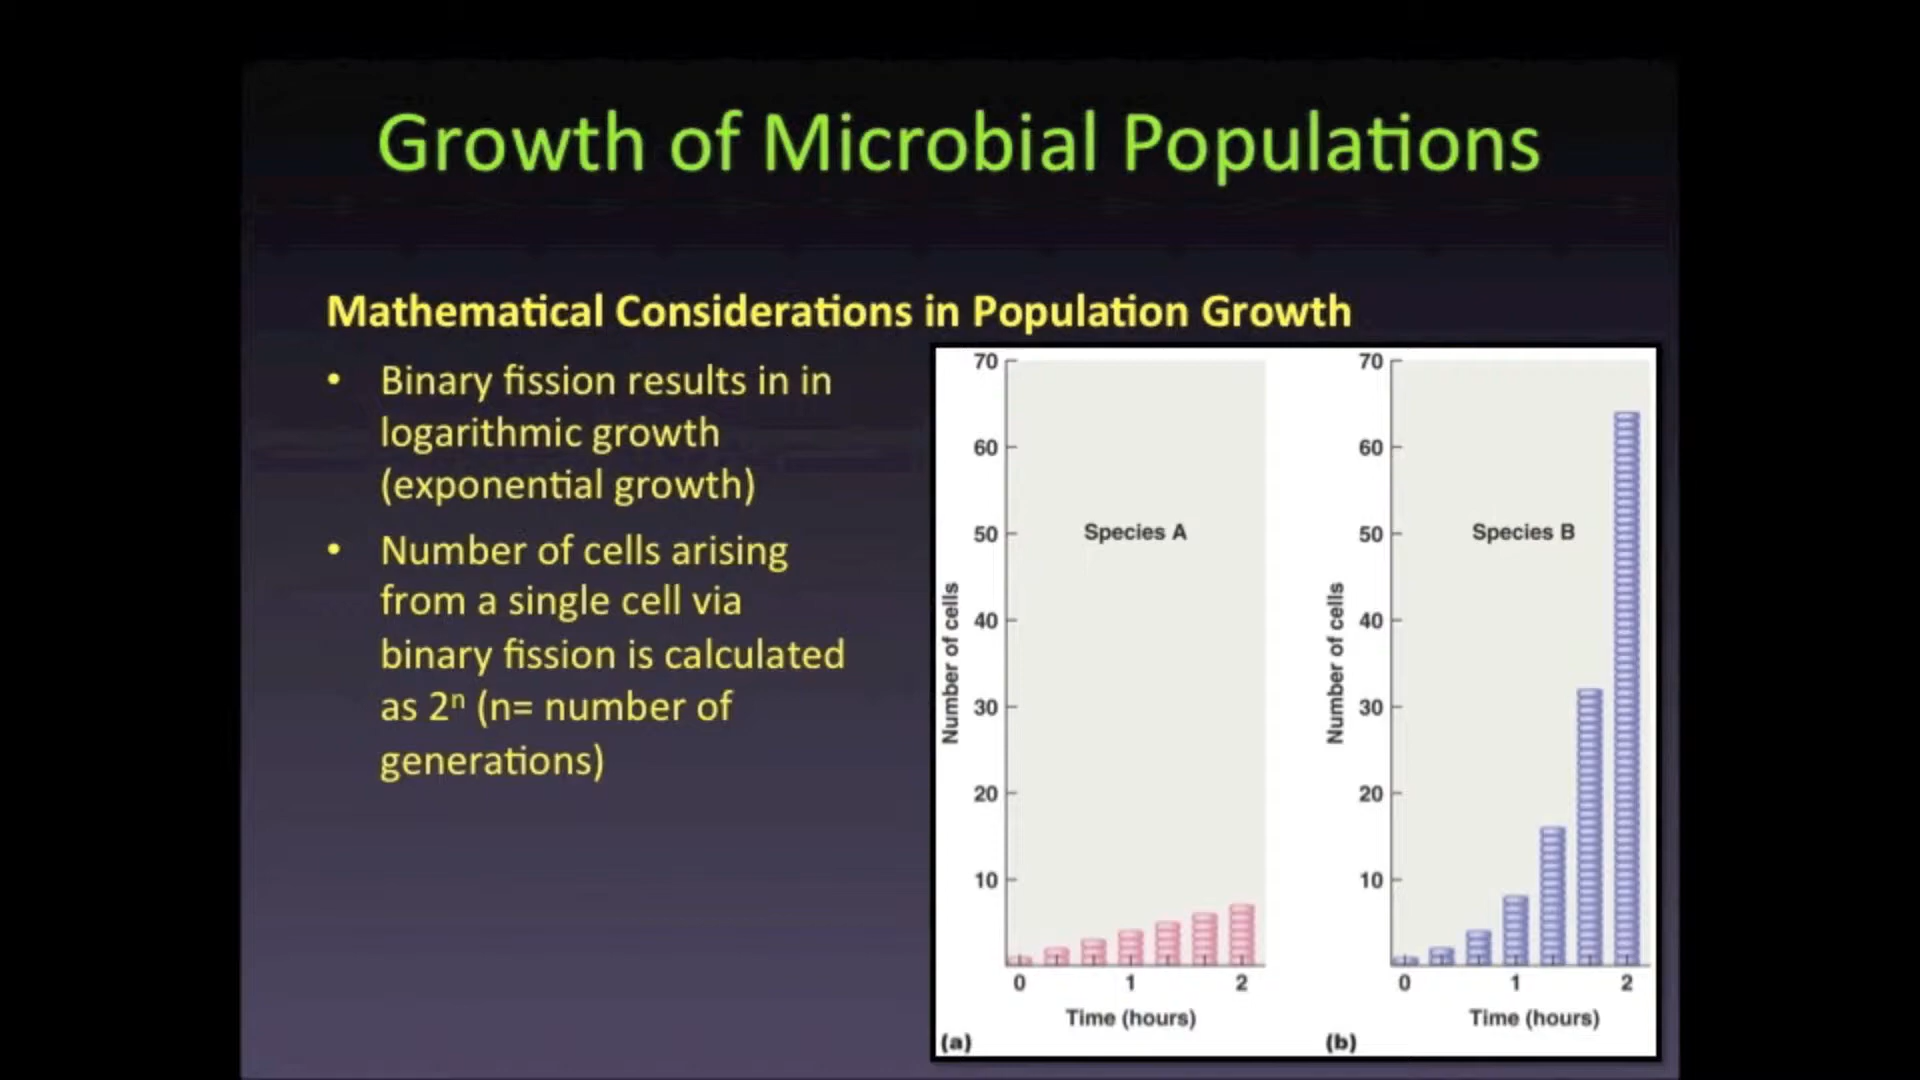 Growth of Microbial Populations
Mathematical Considerations in Population Growth
• Binary fission results in in
logarithmic growth
(exponential growth)
• Number of cells arising
from a single cell via
binary fission is calculated
as 2ⁿ (n= number of
generations)
70
60
50
40
30
20
10
Number of cells
Species A
0 1 2
Time (hours)
(a)
70
60
50
40
30
20
10
Number of cells
Species B
0 1 2
Time (hours)
(b)